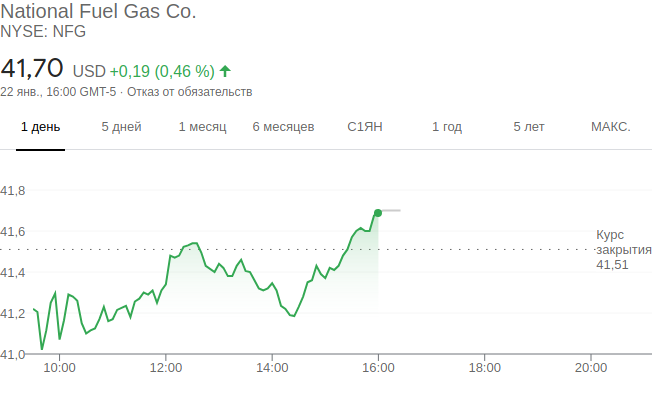 National Fuel Gas Co.
NYSE: NFG
41,70 USD +0,19 (0,46 %)
22 янв., 16:00 GMT-5 · Отказ от обязательств
1 день 5 дней 1 месяц 6 месяцев С1ЯН 1 год 5 лет МАКС.
41,8
41,6
41,4
41,2
41,0
Курс
закрытия
41,51
10:00 12:00 14:00 16:00 18:00 20:00